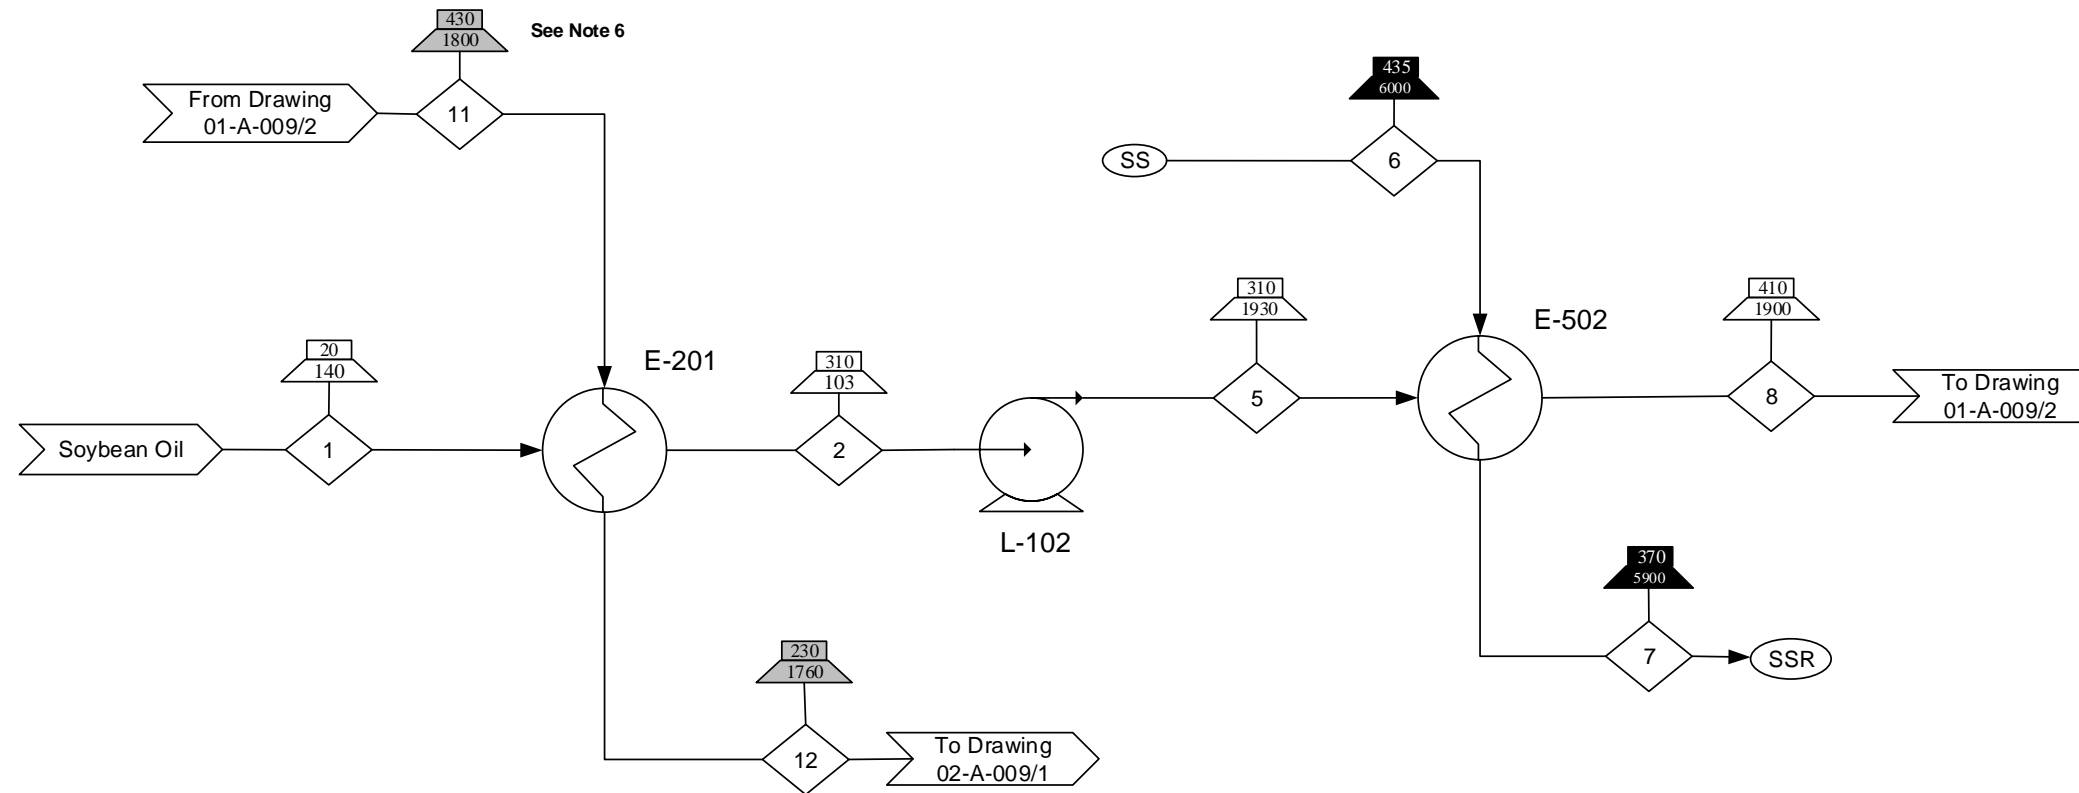 430
1800
See Note 6
From Drawing
01-A-009/2
11
435
6000
SS
6
310
1930
E-502
410
1900
20
140
E-201
310
103
5
8
To Drawing
01-A-009/2
Soybean Oil
1
2
L-102
370
5900
230
1760
7
SSR
12
To Drawing
02-A-009/1